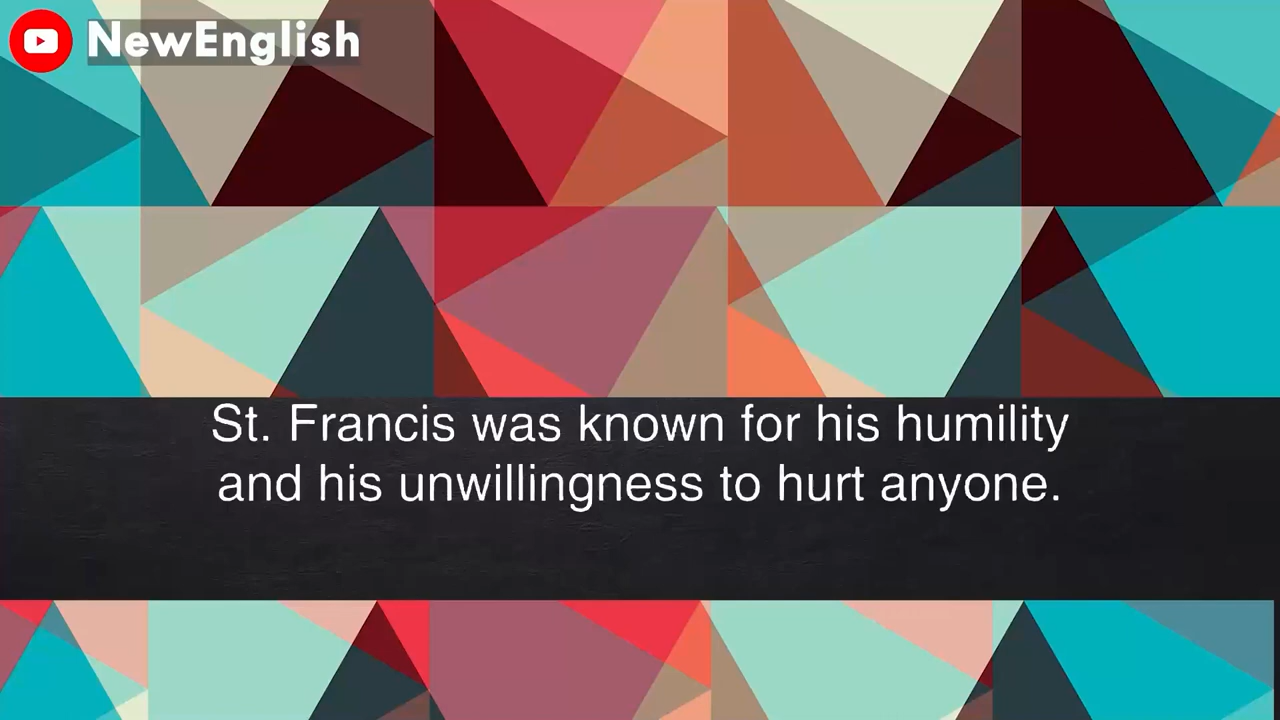 NewEnglish
St. Francis was known for his humility
and his unwillingness to hurt anyone.